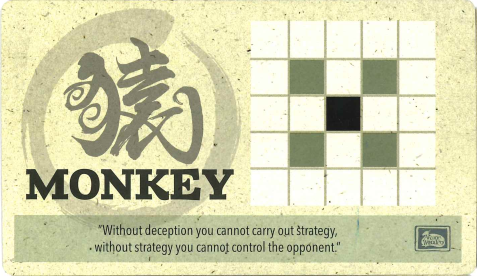 猿
MONKEY
"Without deception you cannot carry out strategy,
without strategy you cannot control the opponent."